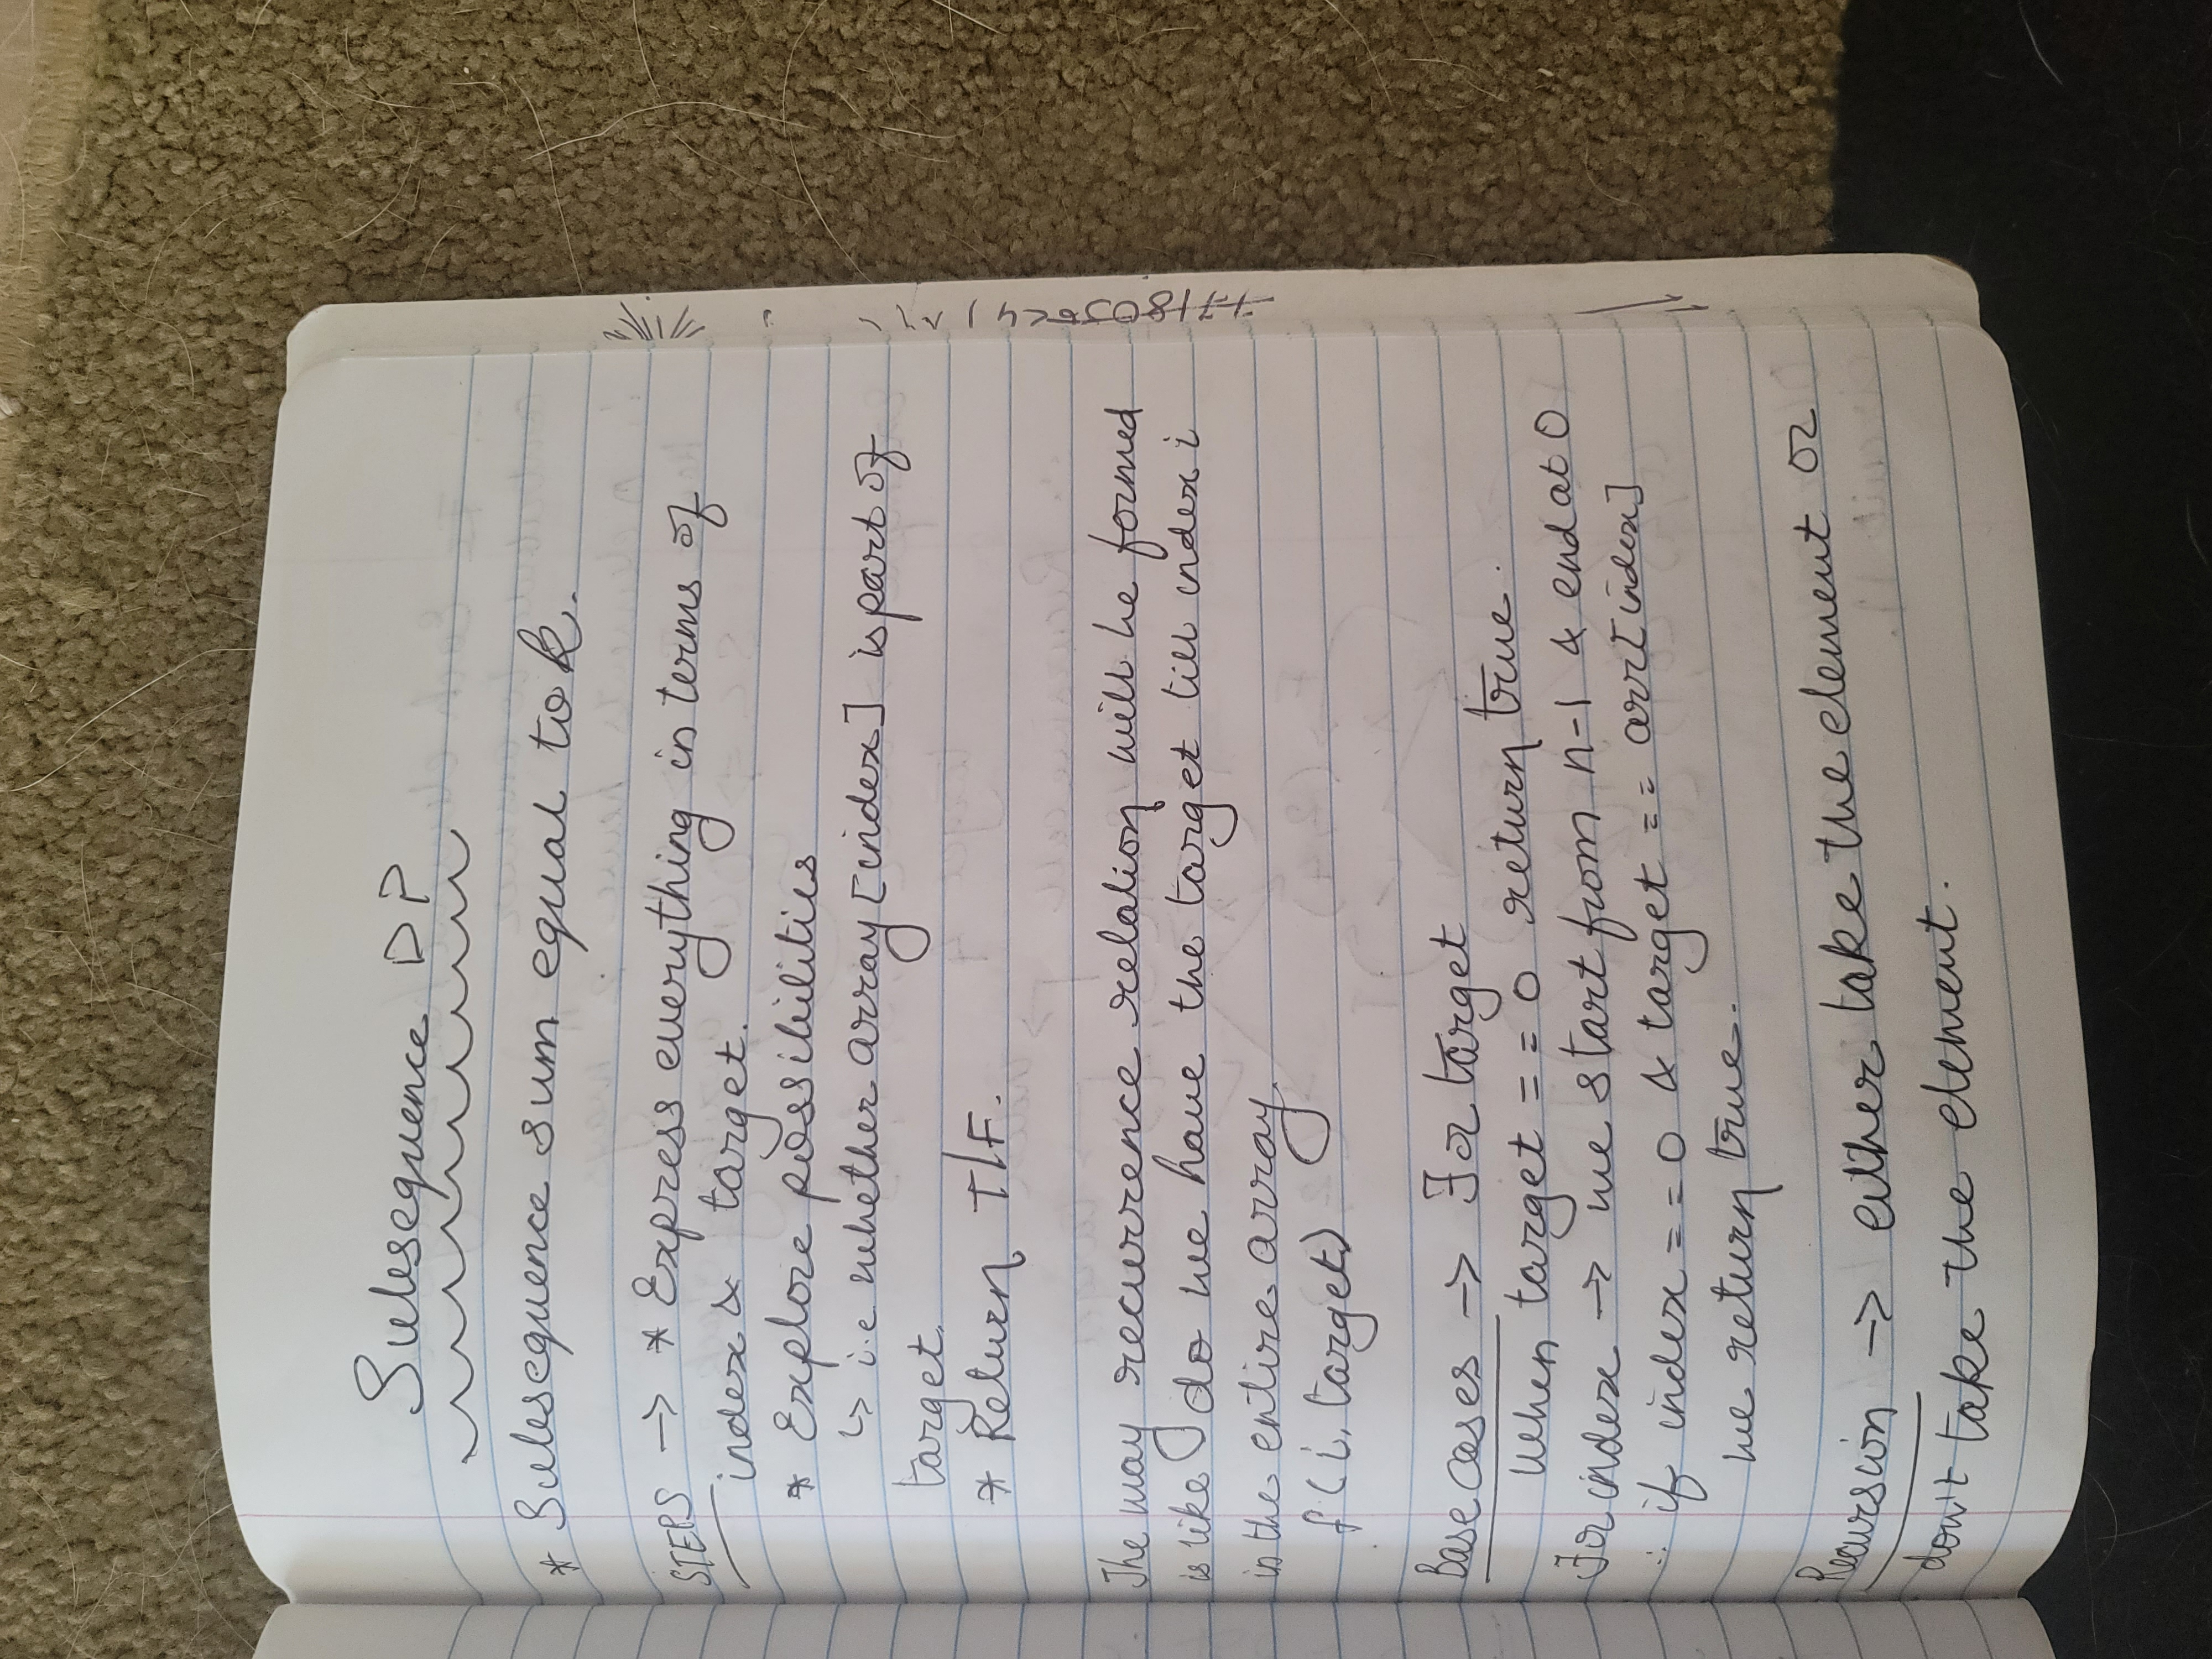 Subsequence DP
* Subsequence sum equal to k.
STEPS -> * Express everything in terms of
index & target.
* Explore possibilities
↳ i.e whether array [index] is part of
target.
* Return T/F.
The way recurrence relation will be formed
is like do we have the target till index i
in the entire array.
f (i, target)
Base cases -> For target
When target == 0 return true.
For index -> we start from n-1 & end at 0
∴ if index == 0 & target == arr[index]
we return true.
Recursion -> either take the element or
don't take the element.